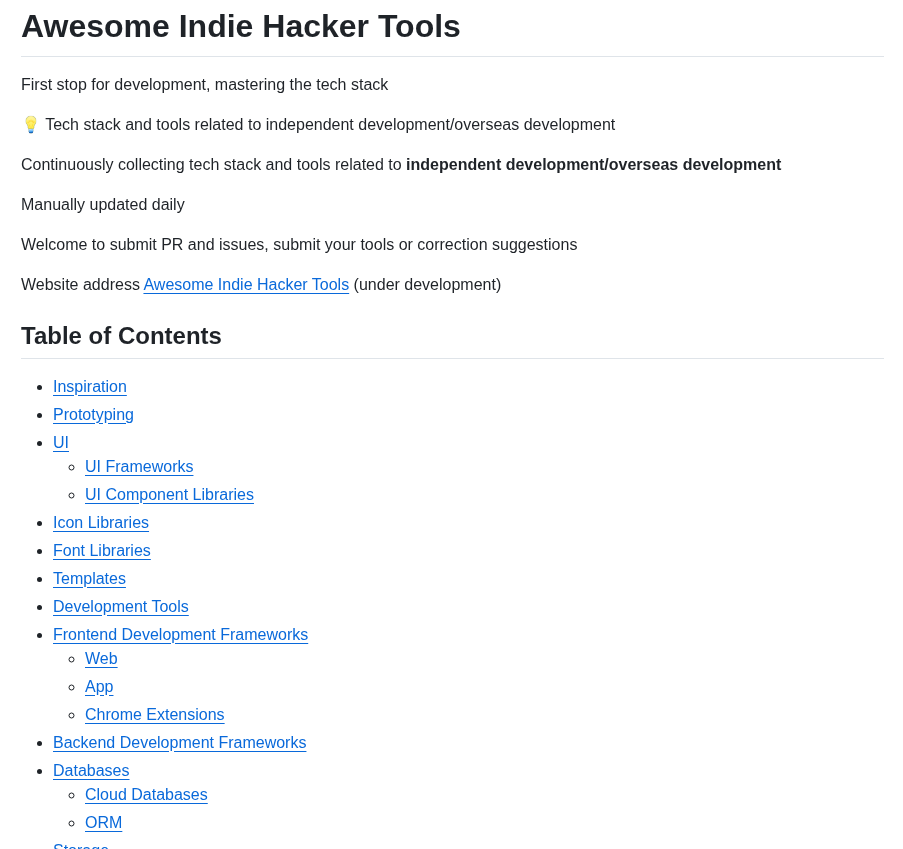 Awesome Indie Hacker Tools
First stop for development, mastering the tech stack
💡 Tech stack and tools related to independent development/overseas development
Continuously collecting tech stack and tools related to independent development/overseas development
Manually updated daily
Welcome to submit PR and issues, submit your tools or correction suggestions
Website address Awesome Indie Hacker Tools (under development)
Table of Contents
Inspiration
Prototyping
UI
UI Frameworks
UI Component Libraries
Icon Libraries
Font Libraries
Templates
Development Tools
Frontend Development Frameworks
Web
App
Chrome Extensions
Backend Development Frameworks
Databases
Cloud Databases
ORM
Storage